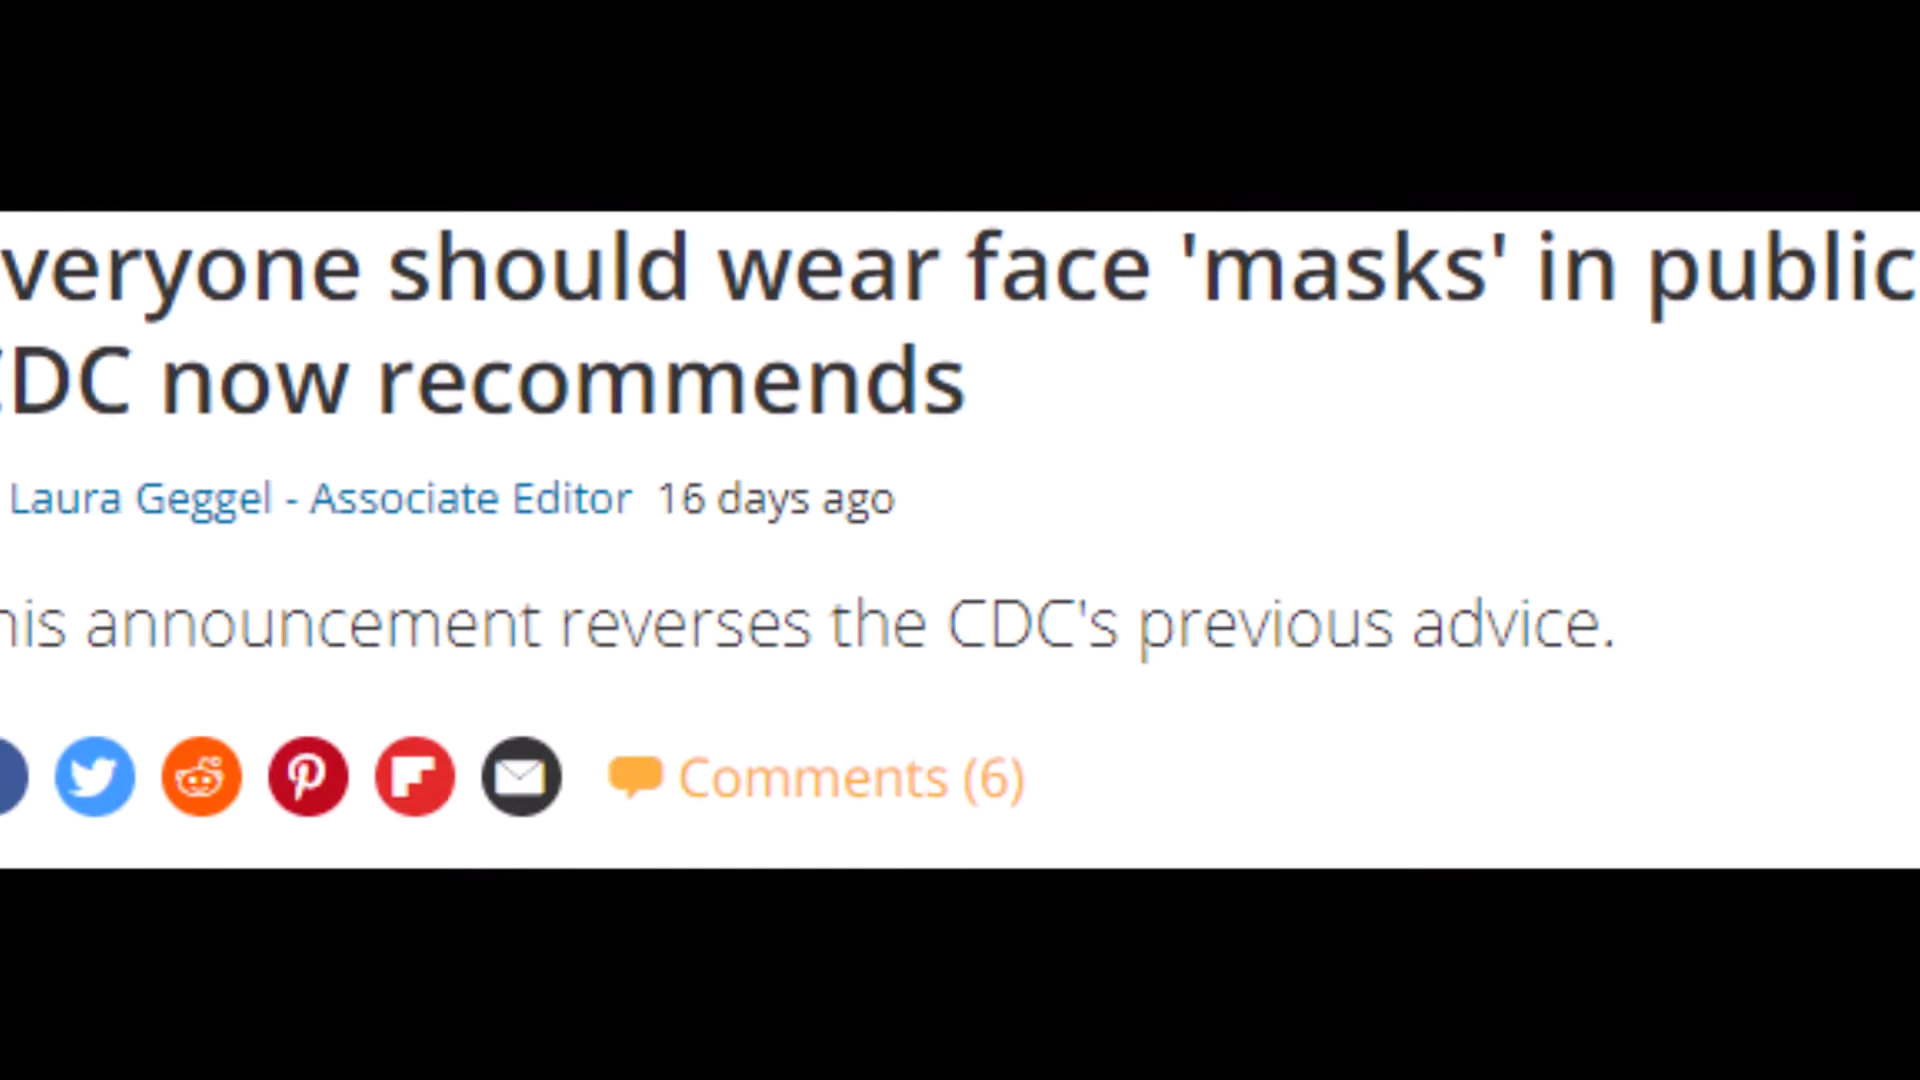 veryone should wear face 'masks' in public
CDC now recommends
Laura Geggel - Associate Editor 16 days ago
his announcement reverses the CDC's previous advice.
Comments (6)